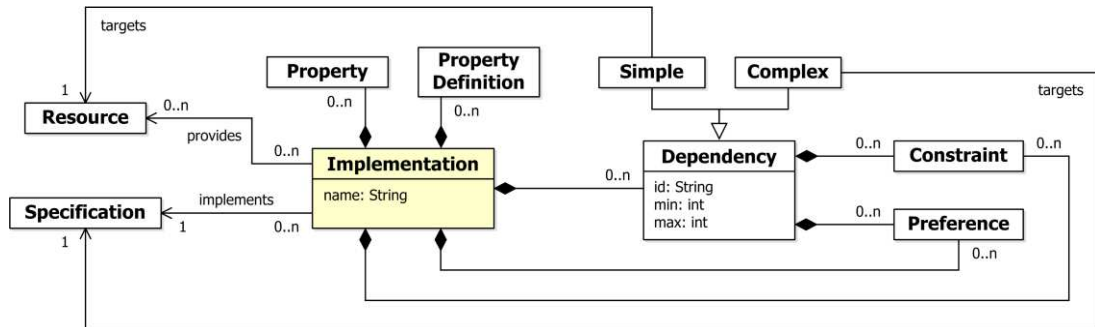 targets
Property
Property
Definition
Simple
Complex
targets
1
0..n
0..n
0..n
Resource
provides
0..n
Implementation
name: String
0..n
Dependency
id: String
min: int
max: int
0..n
Constraint
0..n
Specification
implements
1
0..n
1
0..n
Preference
0..n